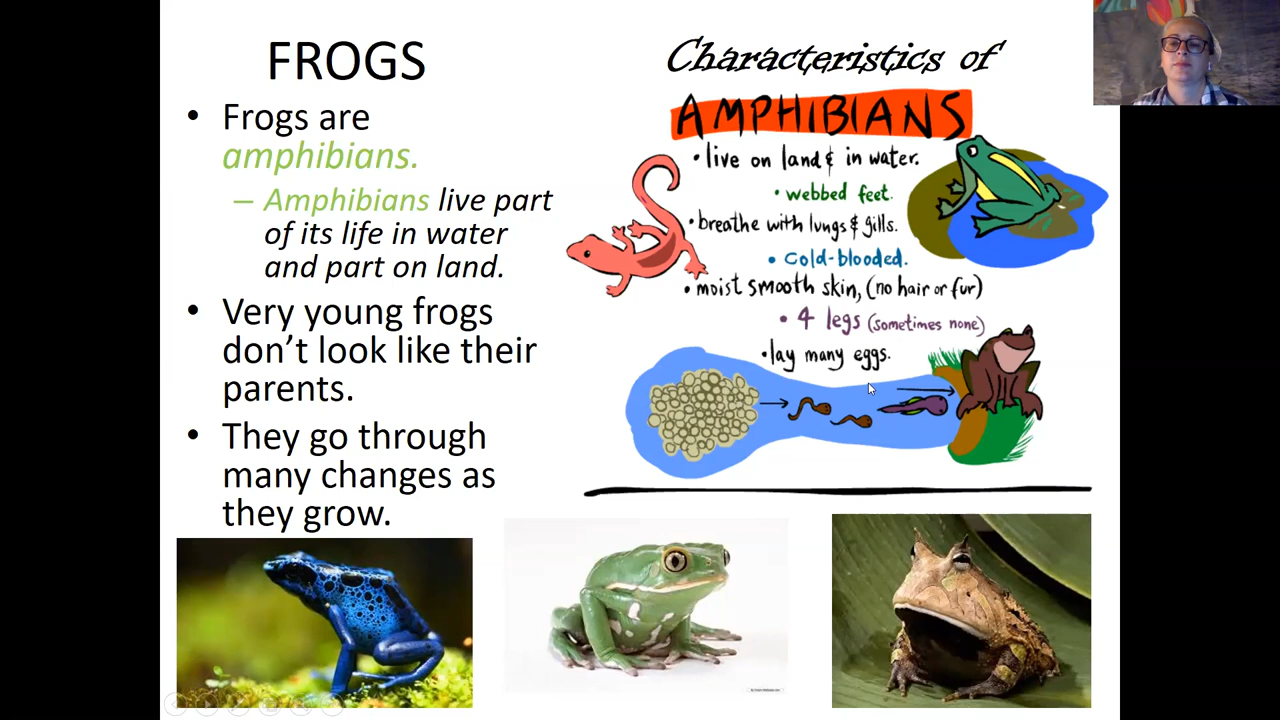 FROGS
• Frogs are
amphibians.
– Amphibians live part
of its life in water
and part on land.
• Very young frogs
don't look like their
parents.
• They go through
many changes as
they grow.
Characteristics of
AMPHIBIANS
• live on land & in water.
• webbed feet.
• breathe with lungs & gills.
• cold-blooded.
• moist smooth skin, (no hair or fur)
• 4 legs (sometimes none)
• lay many eggs.